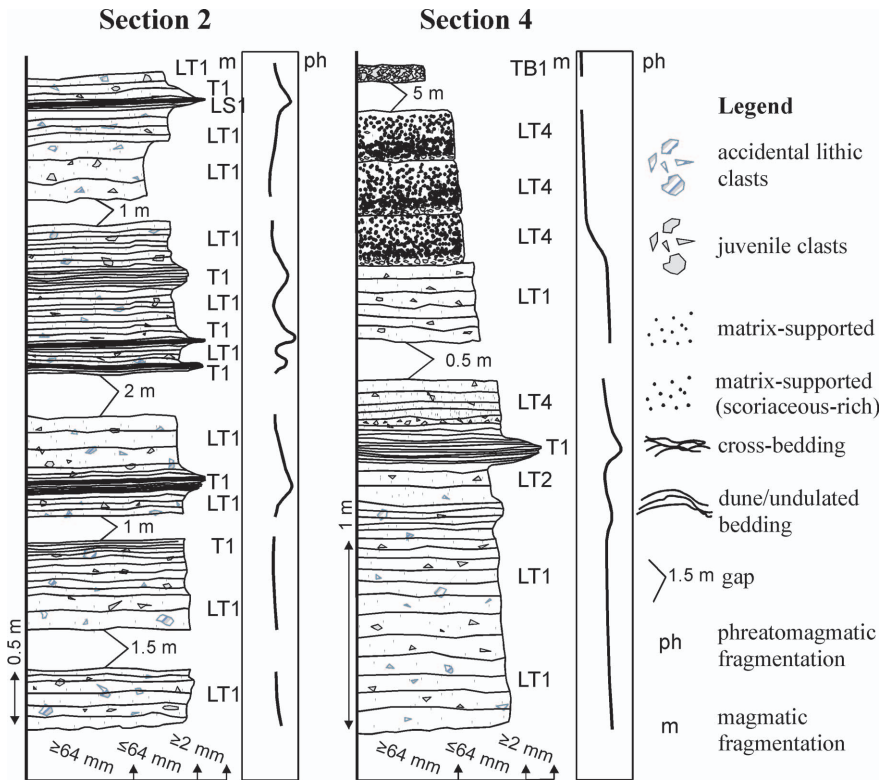 Section 2
LT1 m
ph
T1
LS1
LT1
LT1
1 m
LT1
T1
LT1
T1
LT1
T1
2 m
LT1
T1
LT1
1 m
T1
LT1
1.5 m
LT1
0.5 m
≥64 mm
≤64 mm
≥2 mm
Section 4
TB1 m
ph
5 m
LT4
LT4
LT4
LT1
0.5 m
LT4
T1
LT2
1 m
LT1
LT1
≥64 mm
≤64 mm
≥2 mm
Legend
accidental lithic
clasts
juvenile clasts
matrix-supported
matrix-supported
(scoriaceous-rich)
cross-bedding
dune/undulated
bedding
1.5 m gap
ph phreatomagmatic
fragmentation
m magmatic
fragmentation